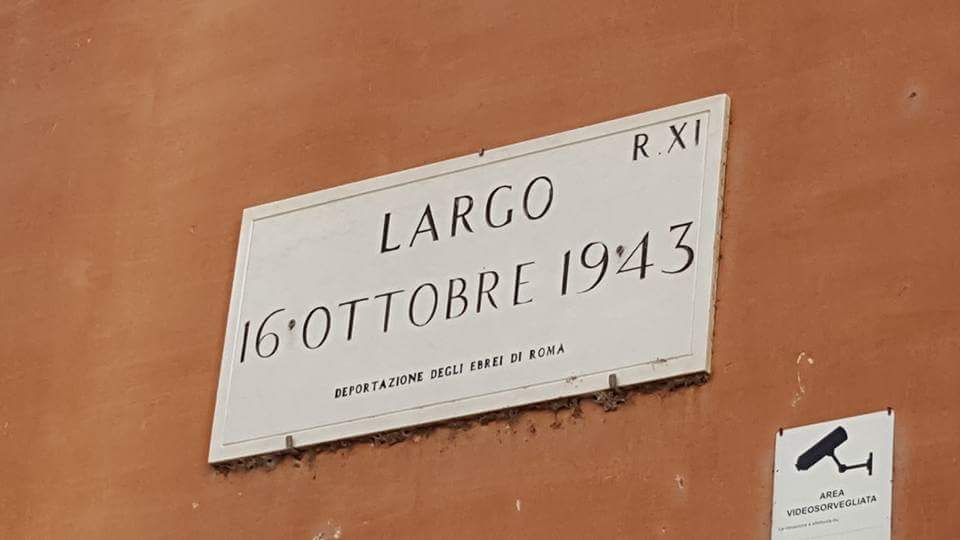 R. XI
LARGO
16 OTTOBRE 1943
DEPORTAZIONE DEGLI EBREI DI ROMA
AREA
VIDEOSORVEGLIATA